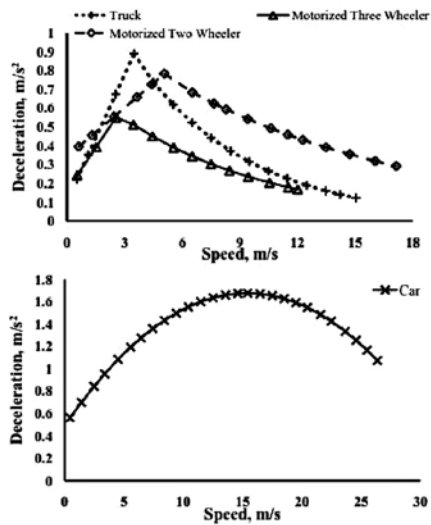 Truck
Motorized Three Wheeler
Motorized Two Wheeler
Deceleration, m/s²
1
0.9
0.8
0.7
0.6
0.5
0.4
0.3
0.2
0.1
0
0 3 6 9 12 15 18
Speed, m/s
Car
Deceleration, m/s²
1.8
1.6
1.4
1.2
1
0.8
0.6
0.4
0.2
0
0 5 10 15 20 25 30
Speed, m/s